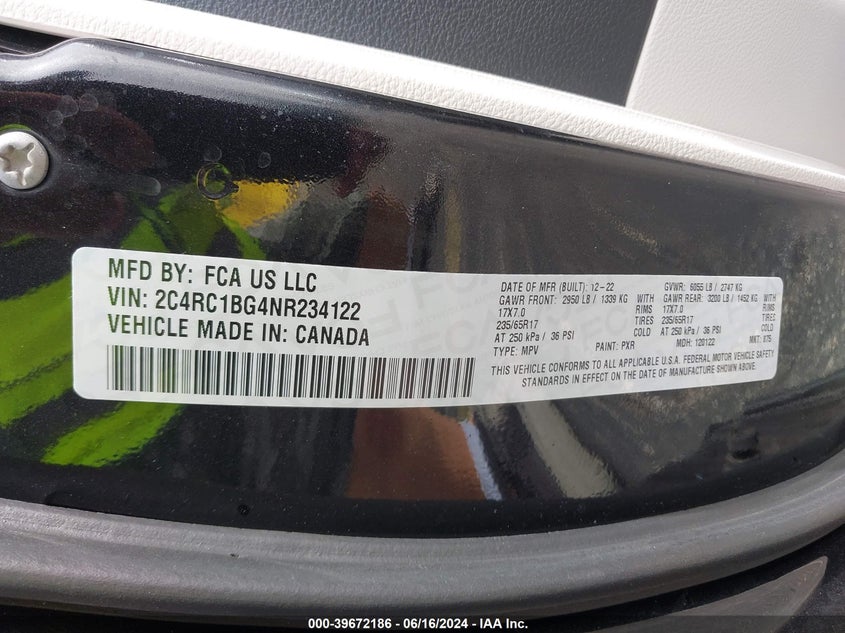 MFD BY: FCA US LLC
VIN: 2C4RC1BG4NR234122
VEHICLE MADE IN: CANADA
DATE OF MFR (BUILT): 12-22 GVWR: 6055 LB / 2747 KG
GAWR FRONT: 2950 LB / 1339 KG WITH GAWR REAR: 3200 LB / 1452 KG WITH
17X7.0 RIMS 17X7.0 RIMS
235/65R17 TIRES 235/65R17 TIRES
AT 250 kPa / 36 PSI COLD AT 250 kPa / 36 PSI COLD
TYPE: MPV PAINT: PXR MDH: 120122 MKT: 875
THIS VEHICLE CONFORMS TO ALL APPLICABLE U.S.A. FEDERAL MOTOR VEHICLE SAFETY
STANDARDS IN EFFECT ON THE DATE OF MANUFACTURE SHOWN ABOVE.
000-39672186 - 06/16/2024 - IAA Inc.